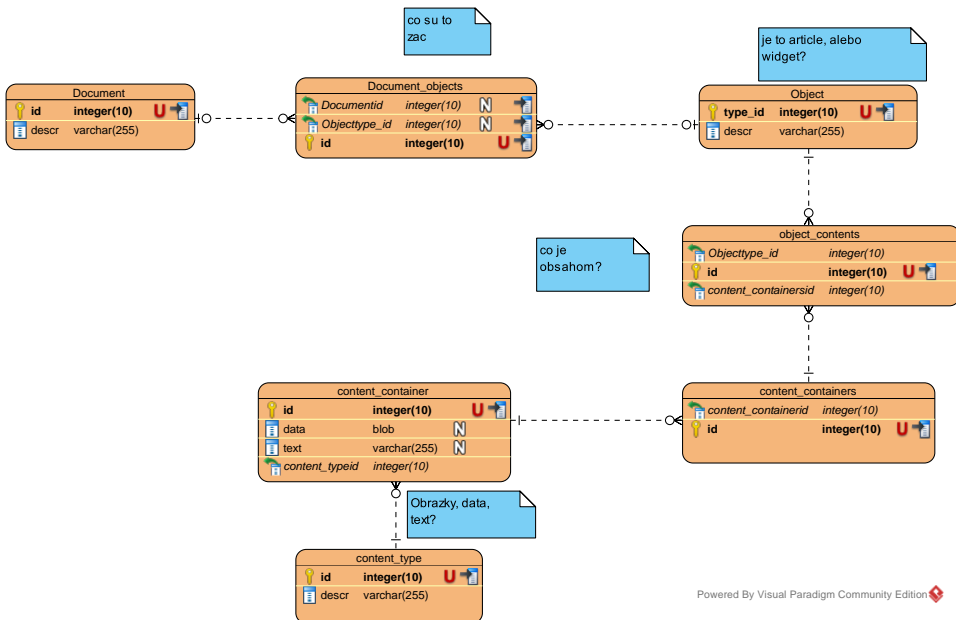 co su to
zac
je to article, alebo
widget?
Document
id integer(10) U
descr varchar(255)
Document_objects
Documentid integer(10) N
Objecttype_id integer(10) N
id integer(10) U
Object
type_id integer(10) U
descr varchar(255)
co je
obsahom?
object_contents
Objecttype_id integer(10)
id integer(10) U
content_containersid integer(10)
content_container
id integer(10) U
data blob N
text varchar(255) N
content_typeid integer(10)
content_containers
content_containerid integer(10)
id integer(10) U
Obrazky, data,
text?
content_type
id integer(10) U
descr varchar(255)
Powered By Visual Paradigm Community Edition